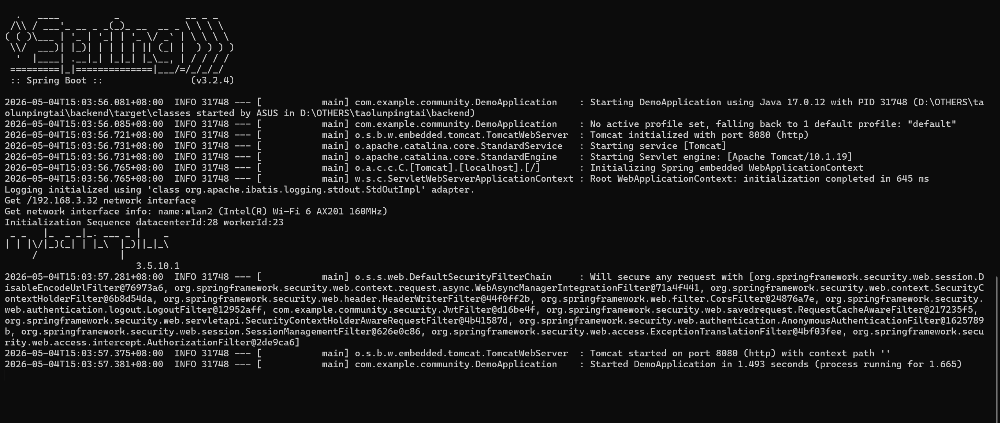 .   ____          _            __ _ _
 /\\ / ___'_ __ _ _(_)_ __  __ _ \ \ \ \
( ( )\___ | '_ | '_| | '_ \/ _` | \ \ \ \
 \\/  ___)| |_)| | | | | || (_| |  ) ) ) )
  '  |____| .__|_| |_|_| |_\__, | / / / /
 =========|_|==============|___/=/_/_/_/
 :: Spring Boot ::                (v3.2.4)
2026-05-04T15:03:56.081+08:00  INFO 31748 --- [           main] com.example.community.DemoApplication    : Starting DemoApplication using Java 17.0.12 with PID 31748 (D:\OTHERS\ta
olunpingtai\backend\target\classes started by ASUS in D:\OTHERS\taolunpingtai\backend)
2026-05-04T15:03:56.085+08:00  INFO 31748 --- [           main] com.example.community.DemoApplication    : No active profile set, falling back to 1 default profile: "default"
2026-05-04T15:03:56.721+08:00  INFO 31748 --- [           main] o.s.b.w.embedded.tomcat.TomcatWebServer  : Tomcat initialized with port 8080 (http)
2026-05-04T15:03:56.731+08:00  INFO 31748 --- [           main] o.apache.catalina.core.StandardService   : Starting service [Tomcat]
2026-05-04T15:03:56.731+08:00  INFO 31748 --- [           main] o.apache.catalina.core.StandardEngine    : Starting Servlet engine: [Apache Tomcat/10.1.19]
2026-05-04T15:03:56.765+08:00  INFO 31748 --- [           main] o.a.c.c.C.[Tomcat].[localhost].[/]       : Initializing Spring embedded WebApplicationContext
2026-05-04T15:03:56.765+08:00  INFO 31748 --- [           main] w.s.c.ServletWebServerApplicationContext : Root WebApplicationContext: initialization completed in 645 ms
Logging initialized using 'class org.apache.ibatis.logging.stdout.StdOutImpl' adapter.
Get /192.168.3.32 network interface
Get network interface info: name:wlan2 (Intel(R) Wi-Fi 6 AX201 160MHz)
Initialization Sequence datacenterId:28 workerId:23
 _ _   |_  _ _|_. ___ _ |    _
| | |\/|_)(_| | |_\  |_)||_|_\
     /               |
                        3.5.10.1
2026-05-04T15:03:57.281+08:00  INFO 31748 --- [           main] o.s.s.web.DefaultSecurityFilterChain     : Will secure any request with [org.springframework.security.web.session.D
isableEncodeUrlFilter@76973a6, org.springframework.security.web.context.request.async.WebAsyncManagerIntegrationFilter@71a4f441, org.springframework.security.web.context.SecurityC
ontextHolderFilter@6b8d54da, org.springframework.security.web.header.HeaderWriterFilter@44f0ff2b, org.springframework.web.filter.CorsFilter@24876a7e, org.springframework.security.
web.authentication.logout.LogoutFilter@12952aff, com.example.community.security.JwtFilter@d16be4f, org.springframework.security.web.savedrequest.RequestCacheAwareFilter@217235f5,
org.springframework.security.web.servletapi.SecurityContextHolderAwareRequestFilter@4b41587d, org.springframework.security.web.authentication.AnonymousAuthenticationFilter@1625789
b, org.springframework.security.web.session.SessionManagementFilter@626e0c86, org.springframework.security.web.access.ExceptionTranslationFilter@4bf03fee, org.springframework.secu
rity.web.access.intercept.AuthorizationFilter@2de9ca6]
2026-05-04T15:03:57.375+08:00  INFO 31748 --- [           main] o.s.b.w.embedded.tomcat.TomcatWebServer  : Tomcat started on port 8080 (http) with context path ''
2026-05-04T15:03:57.381+08:00  INFO 31748 --- [           main] com.example.community.DemoApplication    : Started DemoApplication in 1.493 seconds (process running for 1.665)